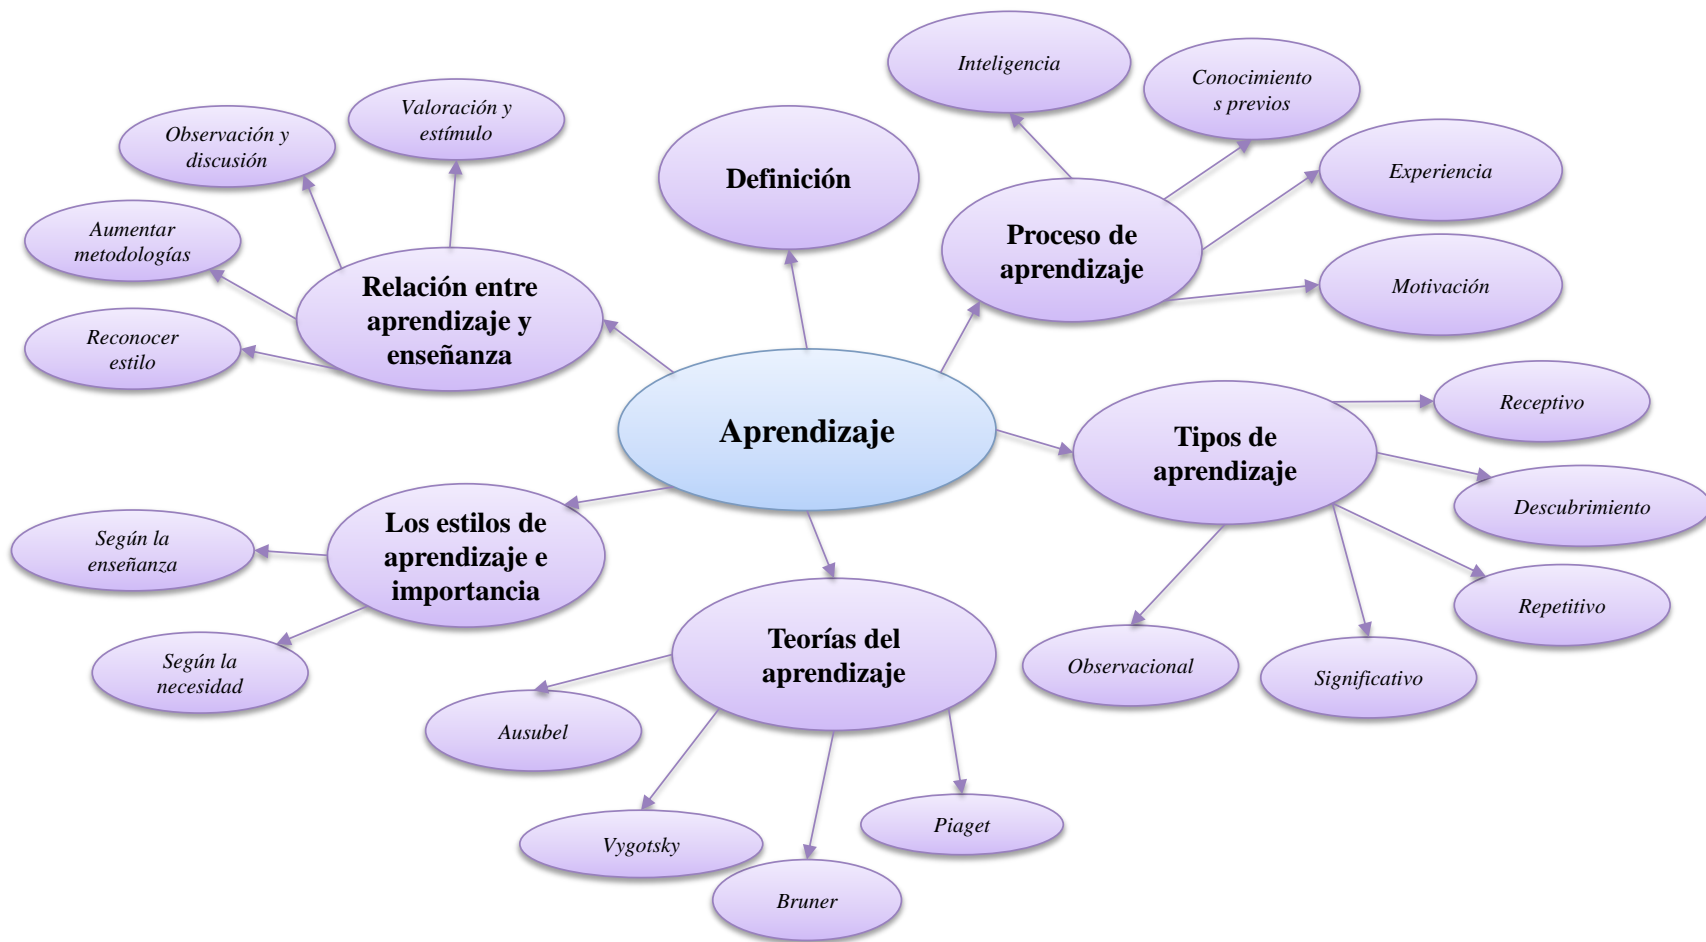 Inteligencia
Conocimiento
s previos
Valoración y
estímulo
Observación y
discusión
Definición
Experiencia
Proceso de
aprendizaje
Aumentar
metodologías
Relación entre
aprendizaje y
enseñanza
Motivación
Reconocer
estilo
Aprendizaje
Receptivo
Tipos de
aprendizaje
Descubrimiento
Los estilos de
aprendizaje e
importancia
Según la
enseñanza
Repetitivo
Teorías del
aprendizaje
Observacional
Significativo
Según la
necesidad
Ausubel
Piaget
Vygotsky
Bruner